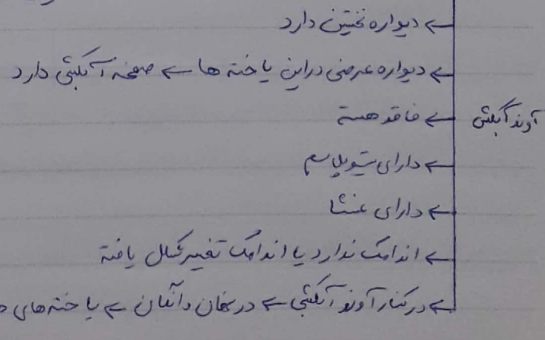 ← دیواره نخستین دارد
← دیواره عرضی در این یاخته ها ← صفحه آبکشی دارد
آوند آبکش ← فاقد هسته
← دارای سیتوپلاسم
← دارای غشا
← اندامک ندارد یا اندامک تغییر شکل یافته
← در کنار آوند آبکشی ← در نهان دانگان ← یاخته های